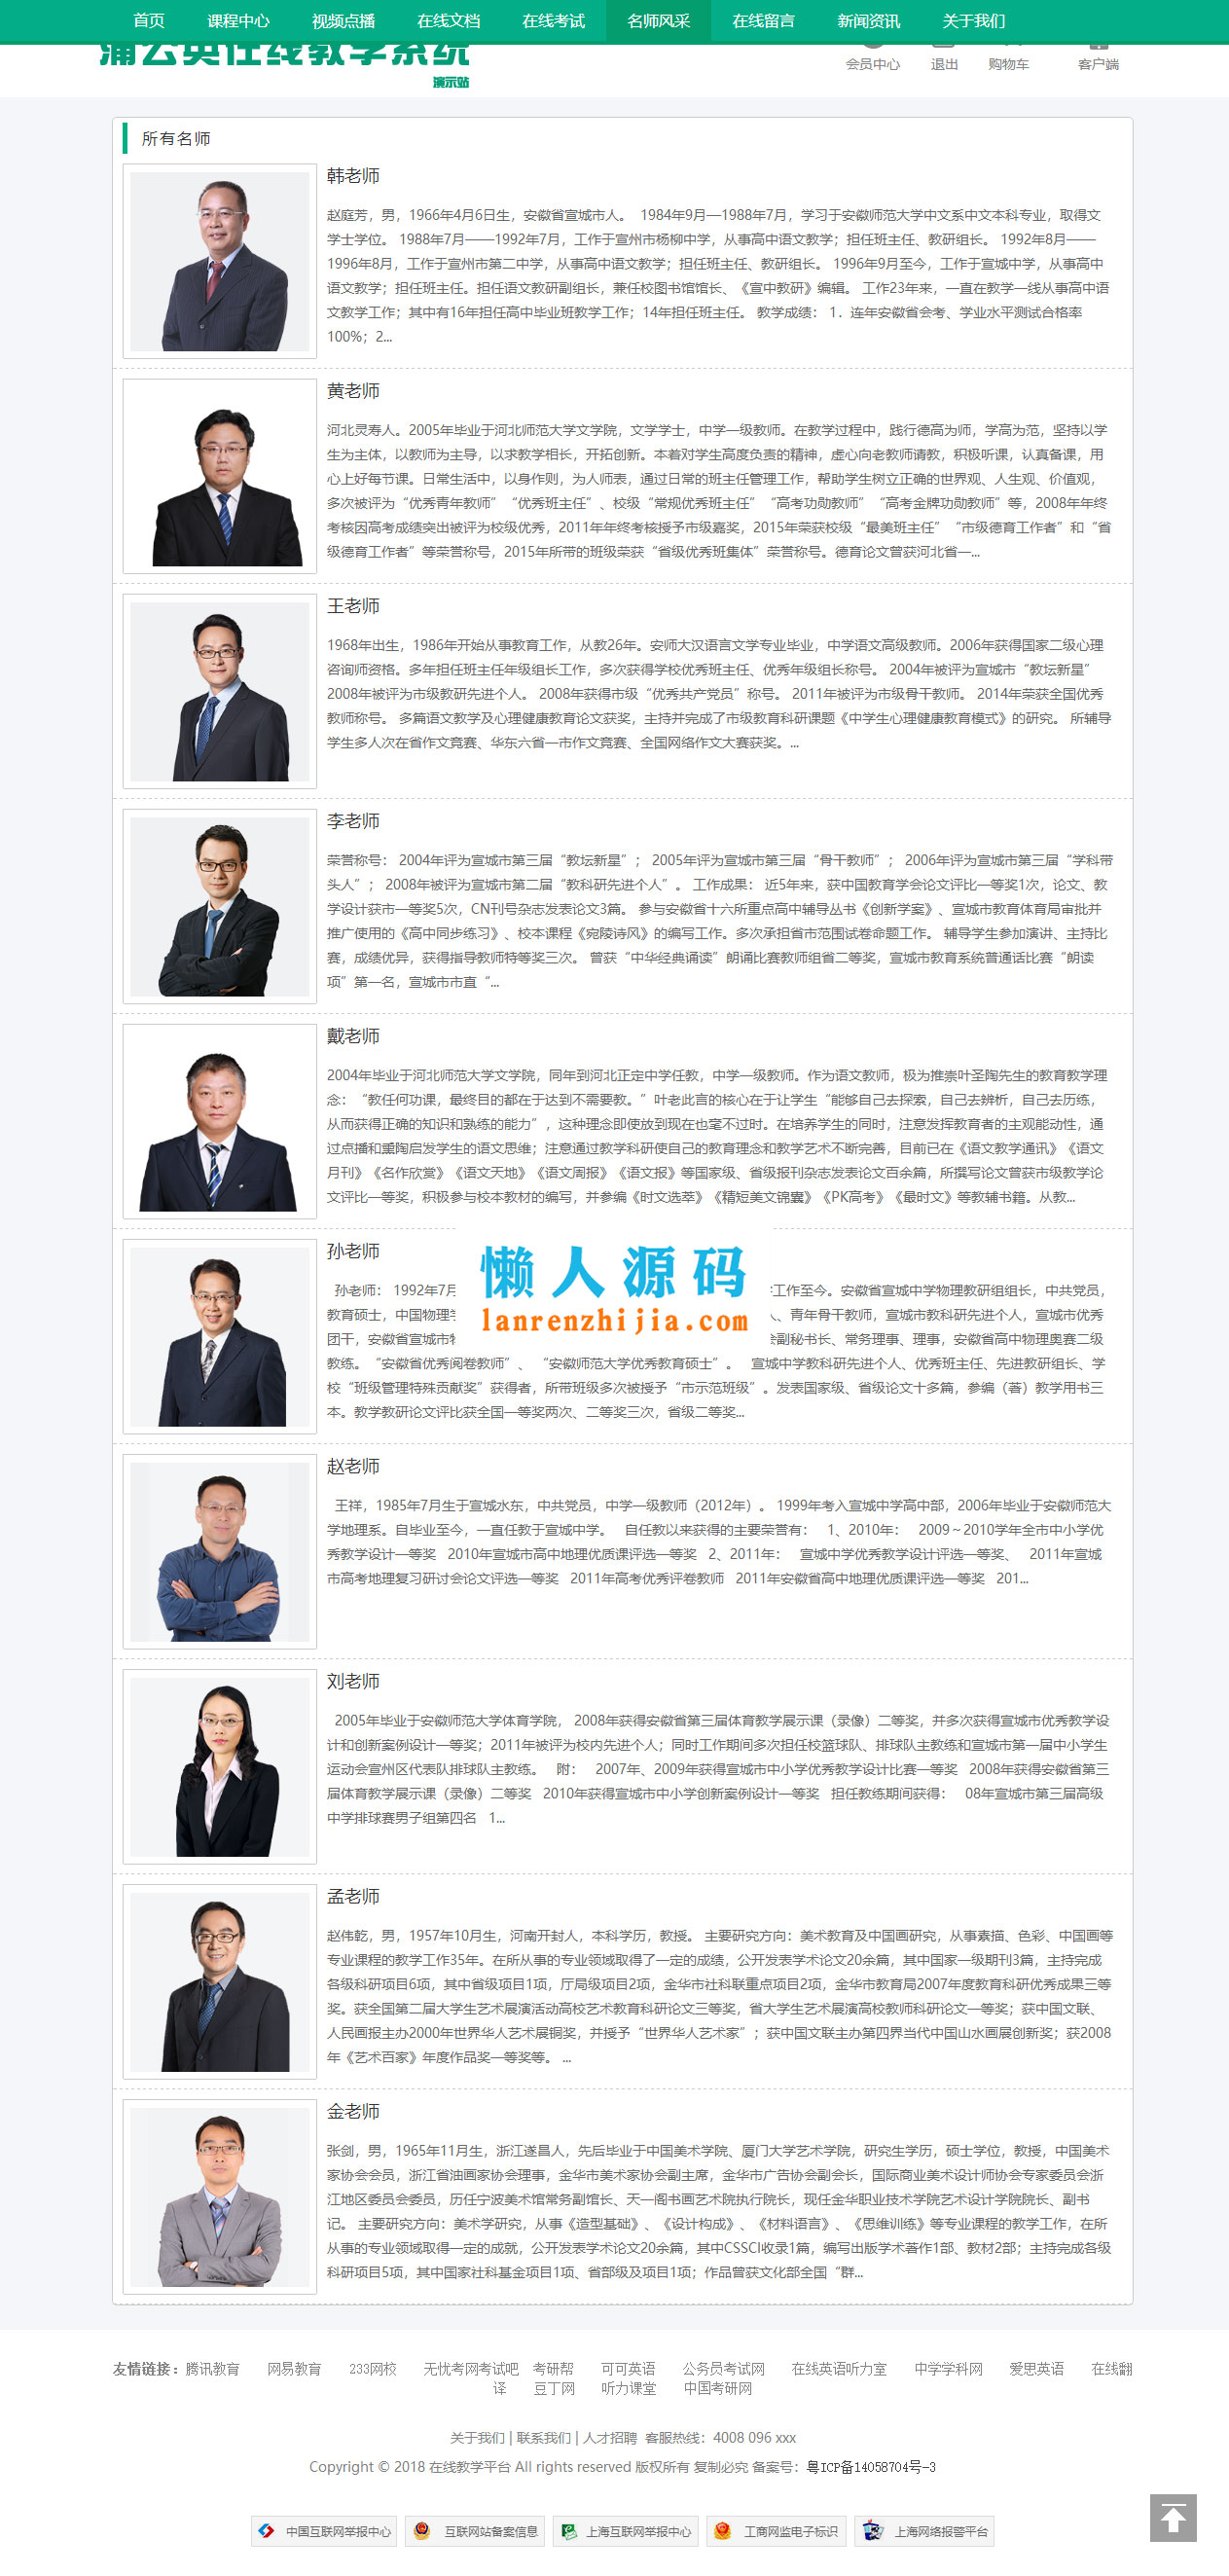 首页 课程中心 视频点播 在线文档 在线考试 名师风采 在线留言 新闻资讯 关于我们
蒲公英在线教学系统
演示站
会员中心 退出 购物车 客户端
所有名师
韩老师
赵庭芳，男，1966年4月6日生，安徽省宣城市人。 1984年9月—1988年7月，学习于安徽师范大学中文系中文本科专业，取得文
学士学位。 1988年7月——1992年7月，工作于宣州市杨柳中学，从事高中语文教学；担任班主任、教研组长。 1992年8月——
1996年8月，工作于宣州市第二中学，从事高中语文教学；担任班主任、教研组长。 1996年9月至今，工作于宣城中学，从事高中
语文教学；担任班主任。担任语文教研副组长，兼任校图书馆馆长、《宣中教研》编辑。 工作23年来，一直在教学一线从事高中语
文教学工作；其中有16年担任高中毕业班教学工作；14年担任班主任。 教学成绩： 1．连年安徽省会考、学业水平测试合格率
100%；2...
黄老师
河北灵寿人。2005年毕业于河北师范大学文学院，文学学士，中学一级教师。在教学过程中，践行德高为师，学高为范，坚持以学
生为主体，以教师为主导，以求教学相长，开拓创新。本着对学生高度负责的精神，虚心向老教师请教，积极听课，认真备课，用
心上好每节课。日常生活中，以身作则，为人师表，通过日常的班主任管理工作，帮助学生树立正确的世界观、人生观、价值观，
多次被评为“优秀青年教师”“优秀班主任”、校级“常规优秀班主任”“高考功勋教师”“高考金牌功勋教师”等，2008年年终
考核因高考成绩突出被评为校级优秀，2011年年终考核授予市级嘉奖，2015年荣获校级“最美班主任”“市级德育工作者”和“省
级德育工作者”等荣誉称号，2015年所带的班级荣获“省级优秀班集体”荣誉称号。德育论文曾获河北省一...
王老师
1968年出生，1986年开始从事教育工作，从教26年。安师大汉语言文学专业毕业，中学语文高级教师。2006年获得国家二级心理
咨询师资格。多年担任班主任年级组长工作，多次获得学校优秀班主任、优秀年级组长称号。 2004年被评为宣城市“教坛新星”
2008年被评为市级教研先进个人。 2008年获得市级“优秀共产党员”称号。 2011年被评为市级骨干教师。 2014年荣获全国优秀
教师称号。 多篇语文教学及心理健康教育论文获奖，主持并完成了市级教育科研课题《中学生心理健康教育模式》的研究。 所辅导
学生多人次在省作文竞赛、华东六省一市作文竞赛、全国网络作文大赛获奖。...
李老师
荣誉称号： 2004年评为宣城市第三届“教坛新星”； 2005年评为宣城市第三届“骨干教师”； 2006年评为宣城市第三届“学科带
头人”； 2008年被评为宣城市第二届“教科研先进个人”。 工作成果： 近5年来，获中国教育学会论文评比一等奖1次，论文、教
学设计获市一等奖5次，CN刊号杂志发表论文3篇。 参与安徽省十六所重点高中辅导丛书《创新学案》、宣城市教育体育局审批并
推广使用的《高中同步练习》、校本课程《宛陵诗风》的编写工作。多次承担省市范围试卷命题工作。 辅导学生参加演讲、主持比
赛，成绩优异，获得指导教师特等奖三次。 曾获“中华经典诵读”朗诵比赛教师组省二等奖，宣城市教育系统普通话比赛“朗读
项”第一名，宣城市市直“...
戴老师
2004年毕业于河北师范大学文学院，同年到河北正定中学任教，中学一级教师。作为语文教师，极为推崇叶圣陶先生的教育教学理
念：“教任何功课，最终目的都在于达到不需要教。”叶老此言的核心在于让学生“能够自己去探索，自己去辨析，自己去历练，
从而获得正确的知识和熟练的能力”，这种理念即使放到现在也毫不过时。在培养学生的同时，注意发挥教育者的主观能动性，通
过点播和熏陶启发学生的语文思维；注意通过教学科研使自己的教育理念和教学艺术不断完善，目前已在《语文教学通讯》《语文
月刊》《名作欣赏》《语文天地》《语文周报》《语文报》等国家级、省级报刊杂志发表论文百余篇，所撰写论文曾获市级教学论
文评比一等奖，积极参与校本教材的编写，并参编《时文选萃》《精短美文锦囊》《PK高考》《最时文》等教辅书籍。从教...
孙老师
孙老师： 1992年7月 工作至今。安徽省宣城中学物理教研组组长，中共党员，
教育硕士，中国物理学 、青年骨干教师，宣城市教科研先进个人，宣城市优秀
团干，安徽省宣城市物 会副秘书长、常务理事、理事，安徽省高中物理奥赛二级
教练。“安徽省优秀阅卷教师”、“安徽师范大学优秀教育硕士”。 宣城中学教科研先进个人、优秀班主任、先进教研组长、学
校“班级管理特殊贡献奖”获得者，所带班级多次被授予“市示范班级”。发表国家级、省级论文十多篇，参编（著）教学用书三
本。教学教研论文评比获全国一等奖两次、二等奖三次，省级二等奖...
懒人源码
lanrenzhijia.com
赵老师
王祥，1985年7月生于宣城水东，中共党员，中学一级教师（2012年）。 1999年考入宣城中学高中部，2006年毕业于安徽师范大
学地理系。自毕业至今，一直任教于宣城中学。 自任教以来获得的主要荣誉有： 1、2010年： 2009～2010学年全市中小学优
秀教学设计一等奖 2010年宣城市高中地理优质课评选一等奖 2、2011年： 宣城中学优秀教学设计评选一等奖、 2011年宣城
市高考地理复习研讨会论文评选一等奖 2011年高考优秀评卷教师 2011年安徽省高中地理优质课评选一等奖 201...
刘老师
2005年毕业于安徽师范大学体育学院， 2008年获得安徽省第三届体育教学展示课（录像）二等奖，并多次获得宣城市优秀教学设
计和创新案例设计一等奖；2011年被评为校内先进个人；同时工作期间多次担任校篮球队、排球队主教练和宣城市第一届中小学生
运动会宣州区代表队排球队主教练。 附： 2007年、2009年获得宣城市中小学优秀教学设计比赛一等奖 2008年获得安徽省第三
届体育教学展示课（录像）二等奖 2010年获得宣城市中小学创新案例设计一等奖 担任教练期间获得： 08年宣城市第三届高级
中学排球赛男子组第四名 1...
孟老师
赵伟乾，男，1957年10月生，河南开封人，本科学历，教授。 主要研究方向：美术教育及中国画研究，从事素描、色彩、中国画等
专业课程的教学工作35年。在所从事的专业领域取得了一定的成绩，公开发表学术论文20余篇，其中国家一级期刊3篇，主持完成
各级科研项目6项，其中省级项目1项，厅局级项目2项，金华市社科联重点项目2项，金华市教育局2007年度教育科研优秀成果三等
奖。获全国第二届大学生艺术展演活动高校艺术教育科研论文三等奖，省大学生艺术展演高校教师科研论文一等奖；获中国文联、
人民画报主办2000年世界华人艺术展铜奖，并授予“世界华人艺术家”；获中国文联主办第四界当代中国山水画展创新奖；获2008
年《艺术百家》年度作品奖一等奖等。 ...
金老师
张剑，男，1965年11月生，浙江遂昌人，先后毕业于中国美术学院、厦门大学艺术学院，研究生学历，硕士学位，教授，中国美术
家协会会员，浙江省油画家协会理事，金华市美术家协会副主席，金华市广告协会副会长，国际商业美术设计师协会专家委员会浙
江地区委员会委员，历任宁波美术馆常务副馆长、天一阁书画艺术院执行院长，现任金华职业技术学院艺术设计学院院长、副书
记。 主要研究方向：美术学研究，从事《造型基础》、《设计构成》、《材料语言》、《思维训练》等专业课程的教学工作，在所
从事的专业领域取得一定的成就，公开发表学术论文20余篇，其中CSSCI收录1篇，编写出版学术著作1部、教材2部；主持完成各级
科研项目5项，其中国家社科基金项目1项、省部级及项目1项；作品曾获文化部全国“群...
友情链接：腾讯教育 网易教育 233网校 无忧考网考试吧 考研帮 可可英语 公务员考试网 在线英语听力室 中学学科网 爱思英语 在线翻
译 豆丁网 听力课堂 中国考研网
关于我们 | 联系我们 | 人才招聘 客服热线：4008 096 xxx
Copyright © 2018 在线教学平台 All rights reserved 版权所有 复制必究 备案号：粤ICP备14058704号-3
中国互联网举报中心 互联网站备案信息 上海互联网举报中心 工商网监电子标识 上海网络报警平台